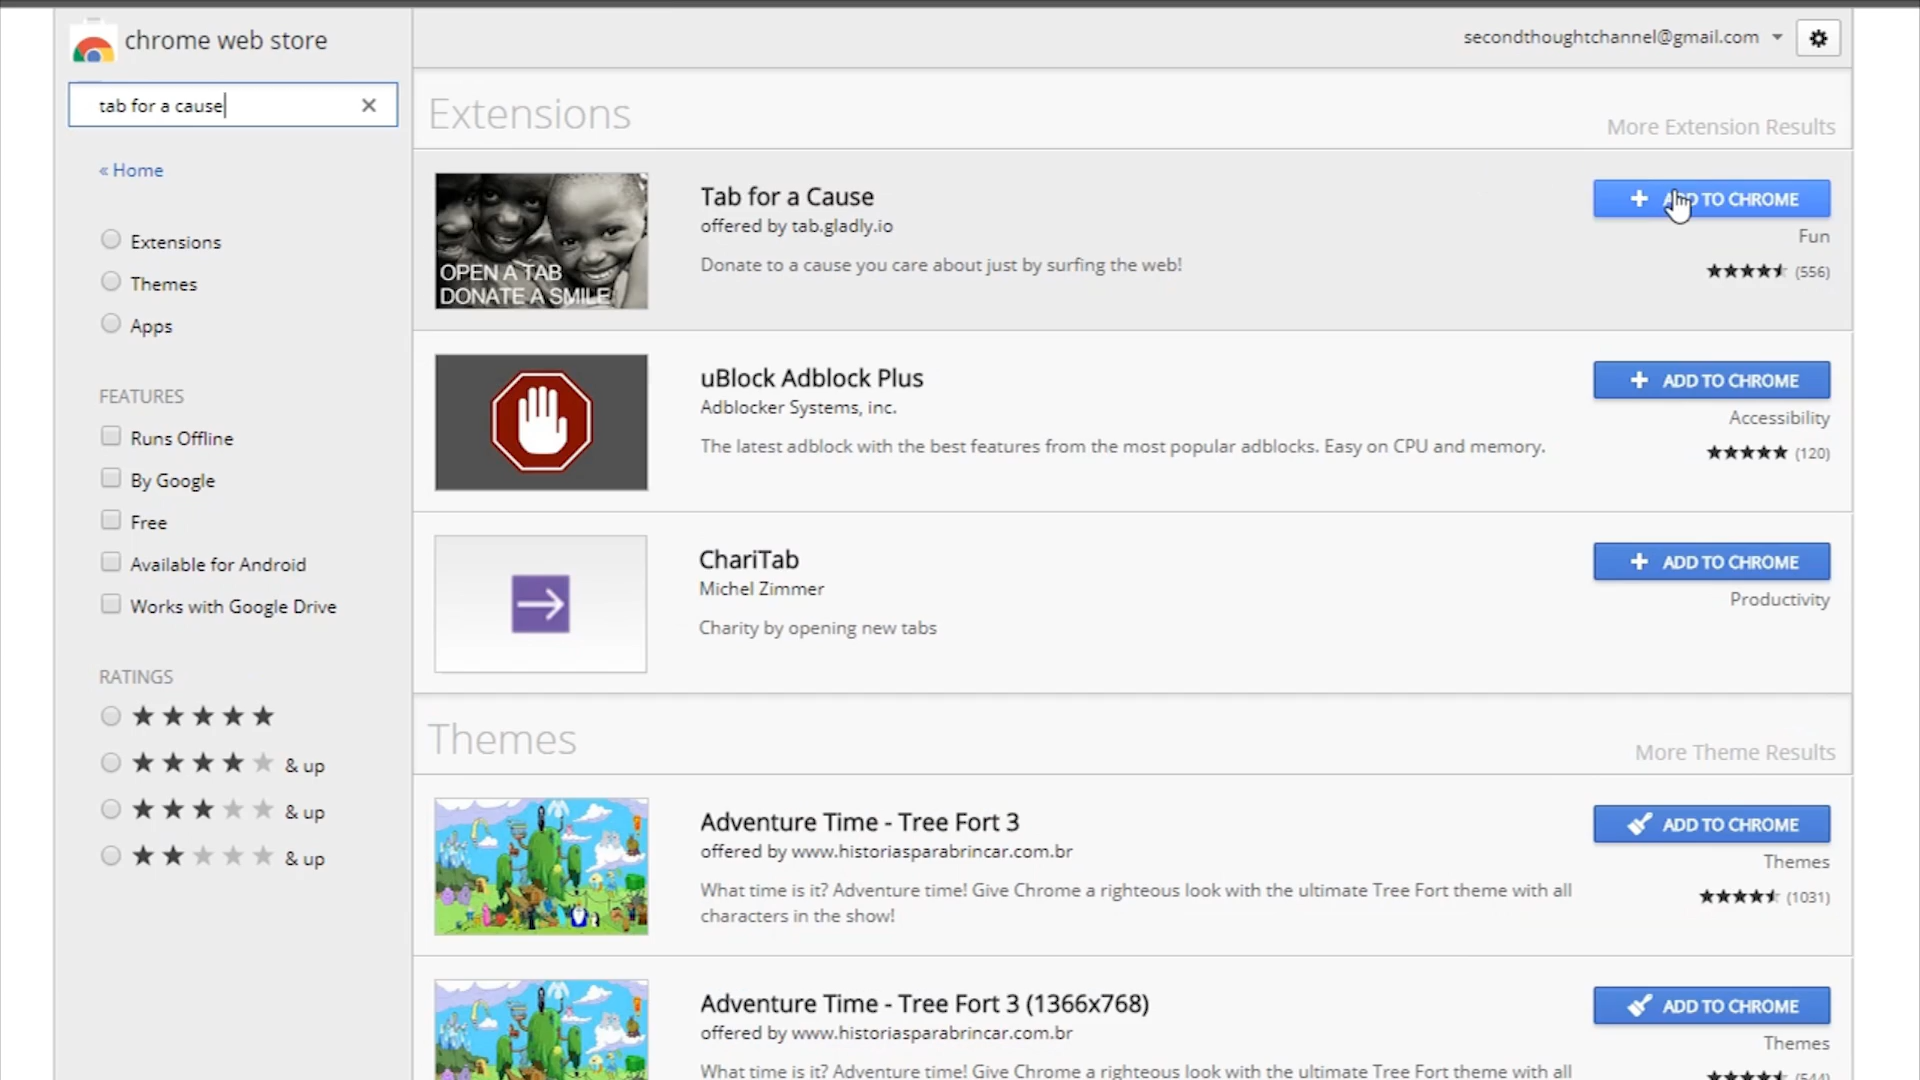 chrome web store
secondthoughtchannel@gmail.com
tab for a cause
« Home
Extensions
Themes
Apps
FEATURES
Runs Offline
By Google
Free
Available for Android
Works with Google Drive
RATINGS
& up
& up
& up
Extensions
More Extension Results
OPEN A TAB
DONATE A SMILE
Tab for a Cause
offered by tab.gladly.io
Donate to a cause you care about just by surfing the web!
TO CHROME
Fun
(556)
uBlock Adblock Plus
Adblocker Systems, inc.
The latest adblock with the best features from the most popular adblocks. Easy on CPU and memory.
ADD TO CHROME
Accessibility
(120)
ChariTab
Michel Zimmer
Charity by opening new tabs
ADD TO CHROME
Productivity
Themes
More Theme Results
Adventure Time - Tree Fort 3
offered by www.historiasparabrincar.com.br
What time is it? Adventure time! Give Chrome a righteous look with the ultimate Tree Fort theme with all
characters in the show!
ADD TO CHROME
Themes
(1031)
Adventure Time - Tree Fort 3 (1366x768)
offered by www.historiasparabrincar.com.br
What time is it? Adventure time! Give Chrome a righteous look with the ultimate Tree Fort theme with all
ADD TO CHROME
Themes